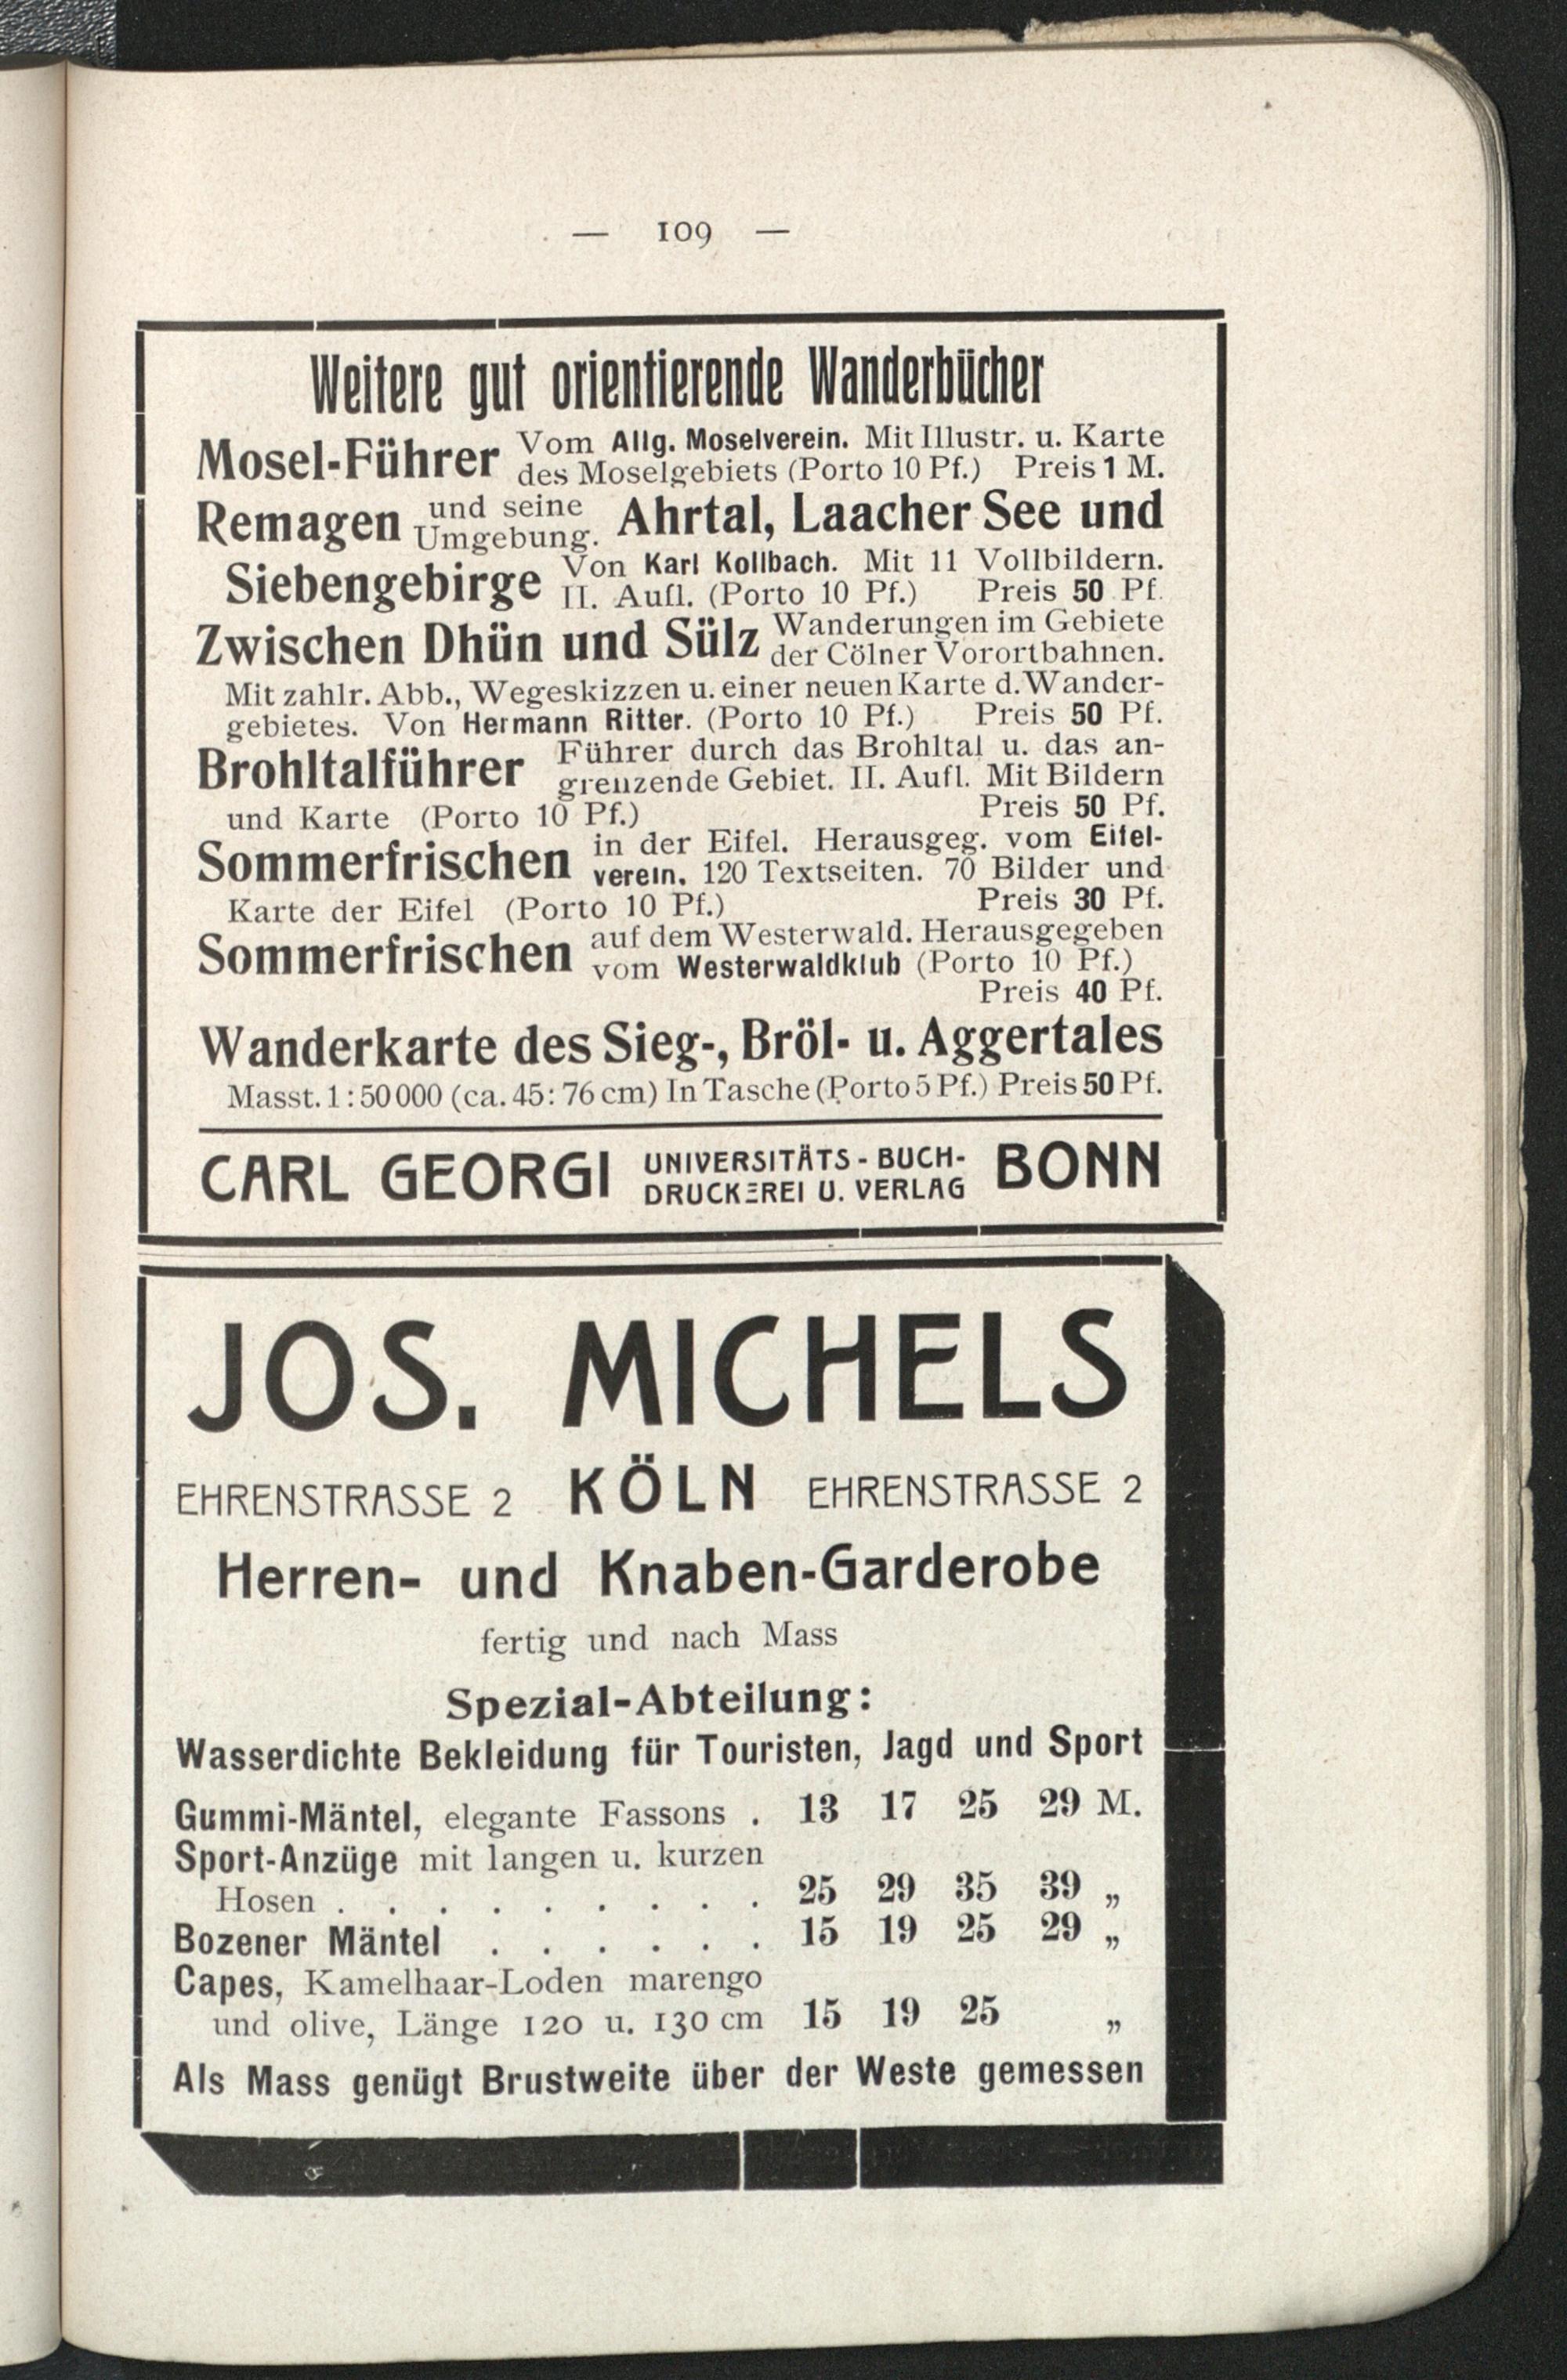 — 109 —
Weitere gut orientierende Wanderbücher
Mosel-Führer Vom Allg. Moselverein. Mit Illustr. u. Karte
des Moselgebiets (Porto 10 Pf.) Preis 1 M.
Remagen und seine Umgebung. Ahrtal, Laacher See und
Siebengebirge Von Karl Kollbach. Mit 11 Vollbildern.
II. Aufl. (Porto 10 Pf.) Preis 50 Pf.
Zwischen Dhün und Sülz Wanderungen im Gebiete
der Cölner Vorortbahnen.
Mit zahlr. Abb., Wegeskizzen u. einer neuen Karte d. Wander-
gebietes. Von Hermann Ritter. (Porto 10 Pf.) Preis 50 Pf.
Brohltalführer Führer durch das Brohltal u. das an-
grenzende Gebiet. II. Aufl. Mit Bildern
und Karte (Porto 10 Pf.) Preis 50 Pf.
Sommerfrischen in der Eifel. Herausgeg. vom Eifel-
verein. 120 Textseiten. 70 Bilder und
Karte der Eifel (Porto 10 Pf.) Preis 30 Pf.
Sommerfrischen auf dem Westerwald. Herausgegeben
vom Westerwaldklub (Porto 10 Pf.)
Preis 40 Pf.
Wanderkarte des Sieg-, Bröl- u. Aggertales
Masst. 1:50000 (ca. 45:76 cm) In Tasche (Porto 5 Pf.) Preis 50 Pf.
CARL GEORGI UNIVERSITÄTS-BUCH-
DRUCKEREI U. VERLAG BONN
JOS. MICHELS
EHRENSTRASSE 2 KÖLN EHRENSTRASSE 2
Herren- und Knaben-Garderobe
fertig und nach Mass
Spezial-Abteilung:
Wasserdichte Bekleidung für Touristen, Jagd und Sport
Gummi-Mäntel, elegante Fassons . 13 17 25 29 M.
Sport-Anzüge mit langen u. kurzen
Hosen . . . . . . . . . 25 29 35 39 „
Bozener Mäntel . . . . . . 15 19 25 29 „
Capes, Kamelhaar-Loden marengo
und olive, Länge 120 u. 130 cm 15 19 25 „
Als Mass genügt Brustweite über der Weste gemessen